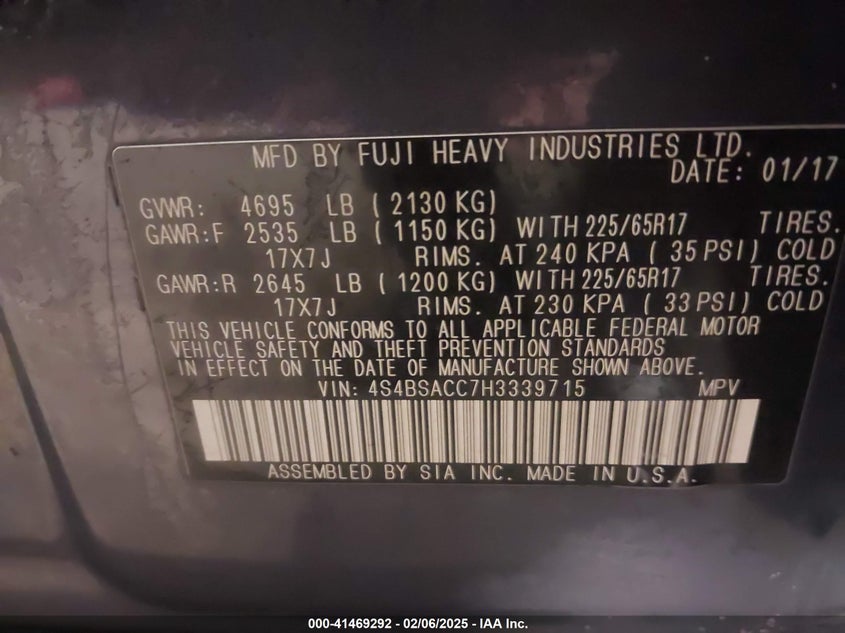 MFD BY FUJI HEAVY INDUSTRIES LTD.
DATE: 01/17
GVWR: 4695 LB ( 2130 KG)
GAWR:F 2535 LB ( 1150 KG) WITH 225/65R17 TIRES.
17X7J RIMS. AT 240 KPA ( 35 PSI) COLD
GAWR:R 2645 LB ( 1200 KG) WITH 225/65R17 TIRES.
17X7J RIMS. AT 230 KPA ( 33 PSI) COLD
THIS VEHICLE CONFORMS TO ALL APPLICABLE FEDERAL MOTOR
VEHICLE SAFETY AND THEFT PREVENTION STANDARDS
IN EFFECT ON THE DATE OF MANUFACTURE SHOWN ABOVE.
VIN: 4S4BSACC7H3339715 MPV
ASSEMBLED BY SIA INC. MADE IN U.S.A.
000-41469292 - 02/06/2025 - IAA Inc.